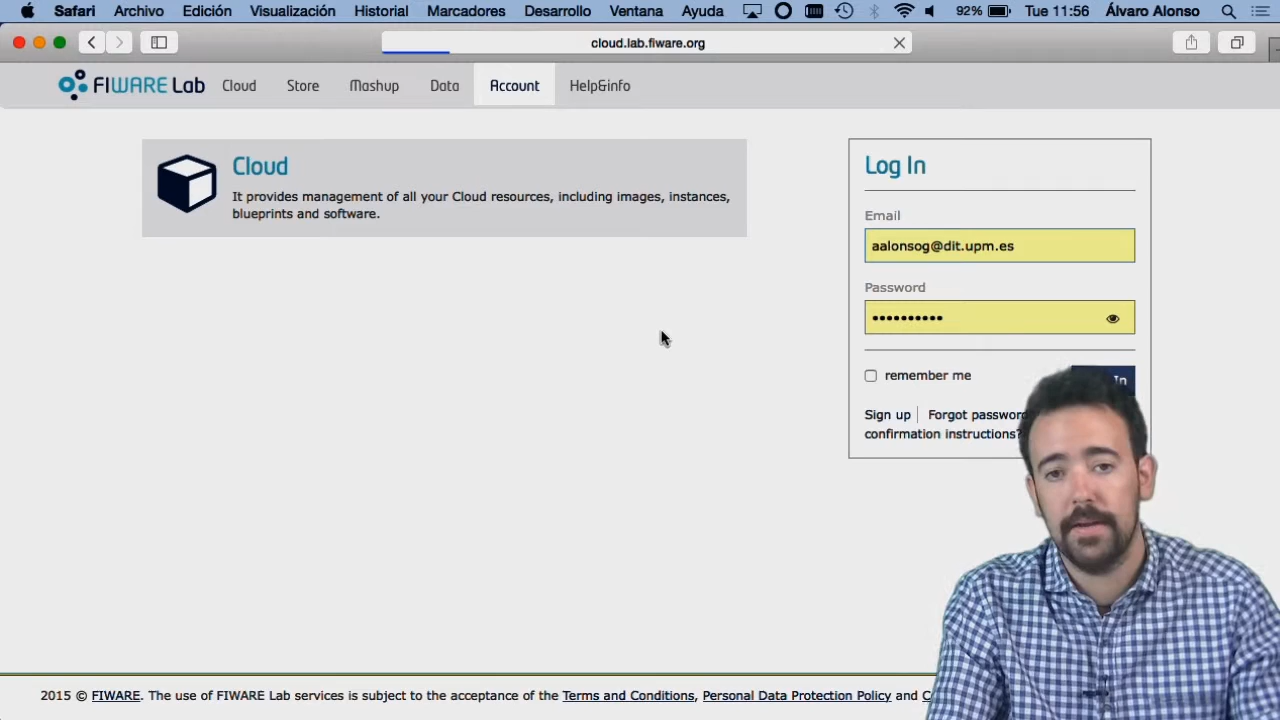 Safari Archivo Edición Visualización Historial Marcadores Desarrollo Ventana Ayuda 92% Tue 11:56 Álvaro Alonso
cloud.lab.fiware.org
FIWARE Lab Cloud Store Mashup Data Account Help&info
Cloud
It provides management of all your Cloud resources, including images, instances,
blueprints and software.
Log In
Email
aalonsog@dit.upm.es
Password
••••••••••
remember me
In
Sign up Forgot password
confirmation instructions?
2015 © FIWARE. The use of FIWARE Lab services is subject to the acceptance of the Terms and Conditions, Personal Data Protection Policy and